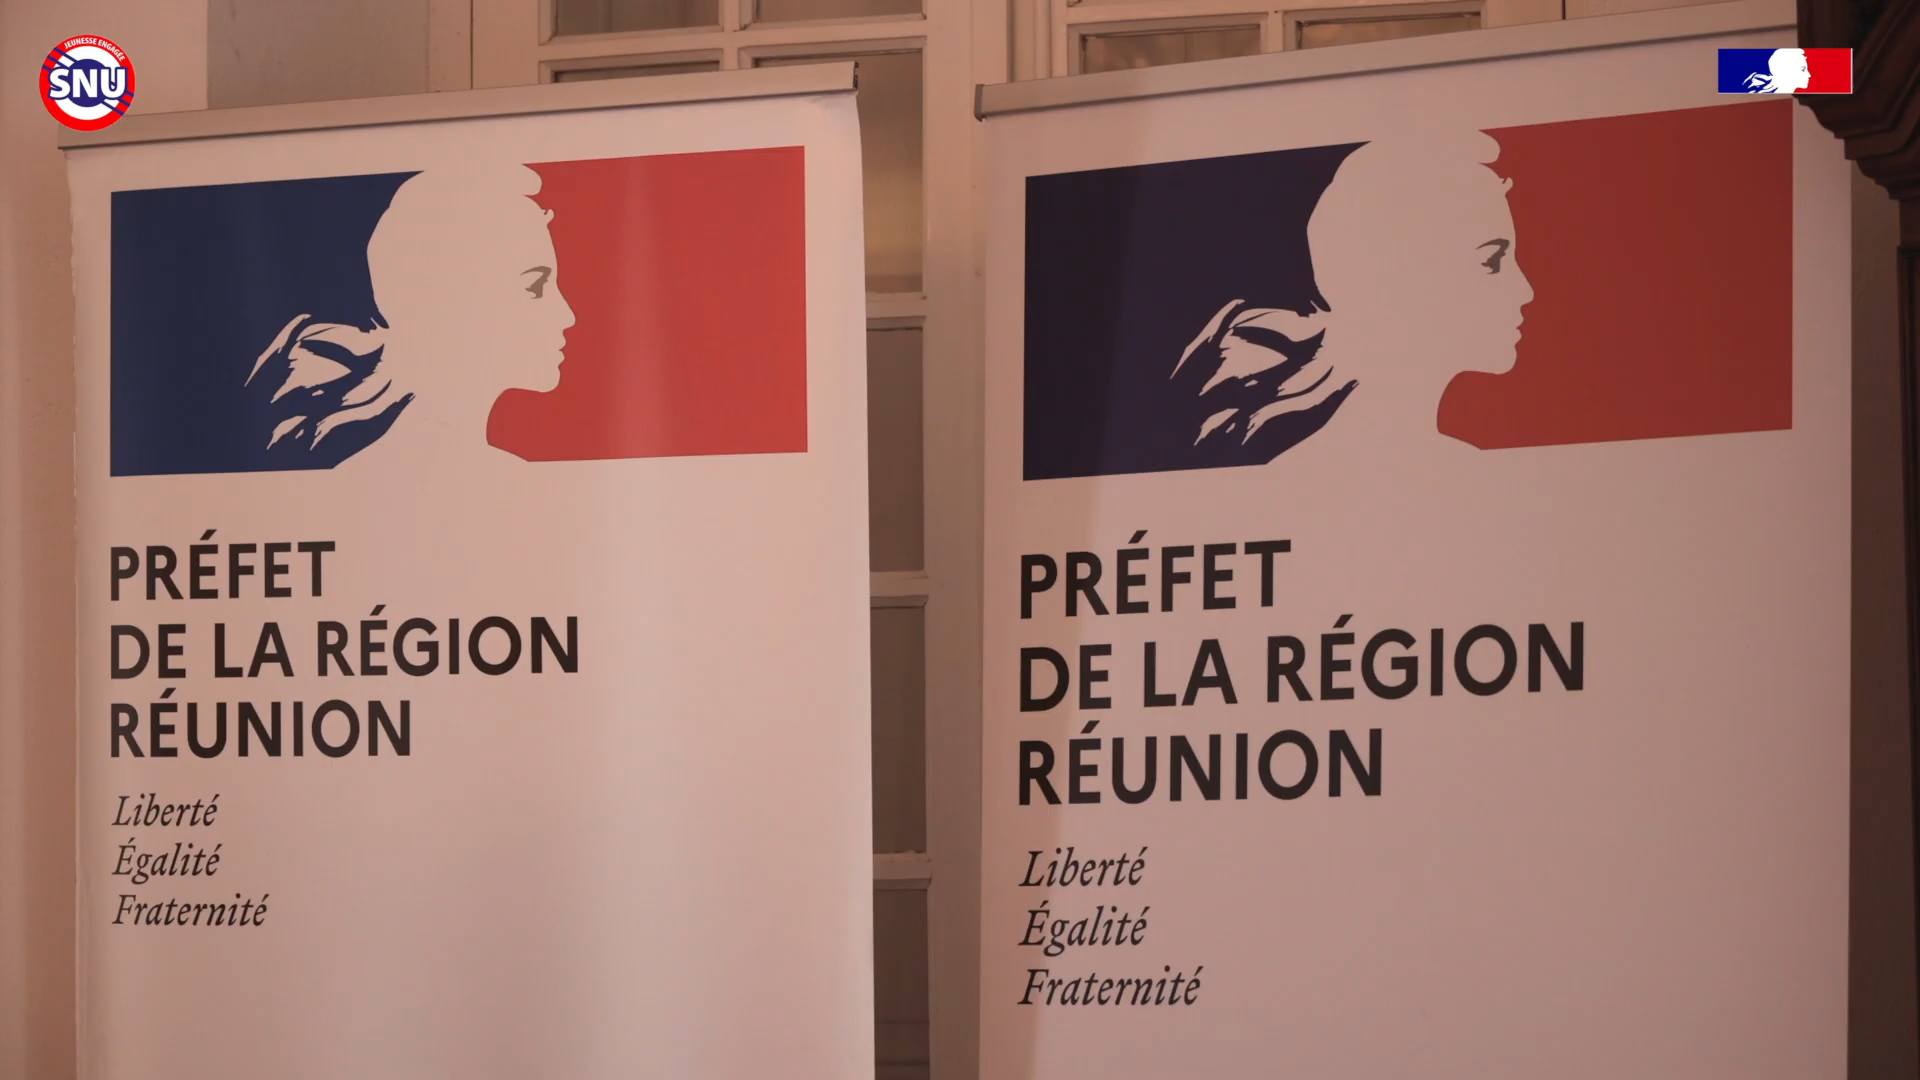 JEUNESSE ENGAGÉE
SNU
PRÉFET
DE LA RÉGION
RÉUNION
Liberté
Égalité
Fraternité
PRÉFET
DE LA RÉGION
RÉUNION
Liberté
Égalité
Fraternité